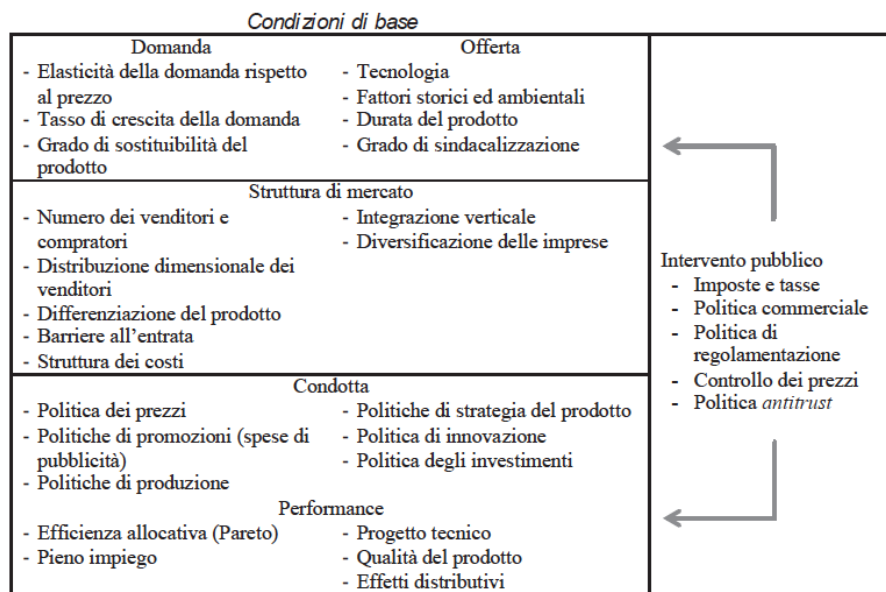 Condizioni di base
Domanda
- Elasticità della domanda rispetto
al prezzo
- Tasso di crescita della domanda
- Grado di sostituibilità del
prodotto
Offerta
- Tecnologia
- Fattori storici ed ambientali
- Durata del prodotto
- Grado di sindacalizzazione
Struttura di mercato
- Numero dei venditori e
compratori
- Distribuzione dimensionale dei
venditori
- Differenziazione del prodotto
- Barriere all'entrata
- Struttura dei costi
- Integrazione verticale
- Diversificazione delle imprese
Condotta
- Politica dei prezzi
- Politiche di promozioni (spese di
pubblicità)
- Politiche di produzione
- Politiche di strategia del prodotto
- Politica di innovazione
- Politica degli investimenti
Performance
- Efficienza allocativa (Pareto)
- Pieno impiego
- Progetto tecnico
- Qualità del prodotto
- Effetti distributivi
Intervento pubblico
- Imposte e tasse
- Politica commerciale
- Politica di
regolamentazione
- Controllo dei prezzi
- Politica antitrust